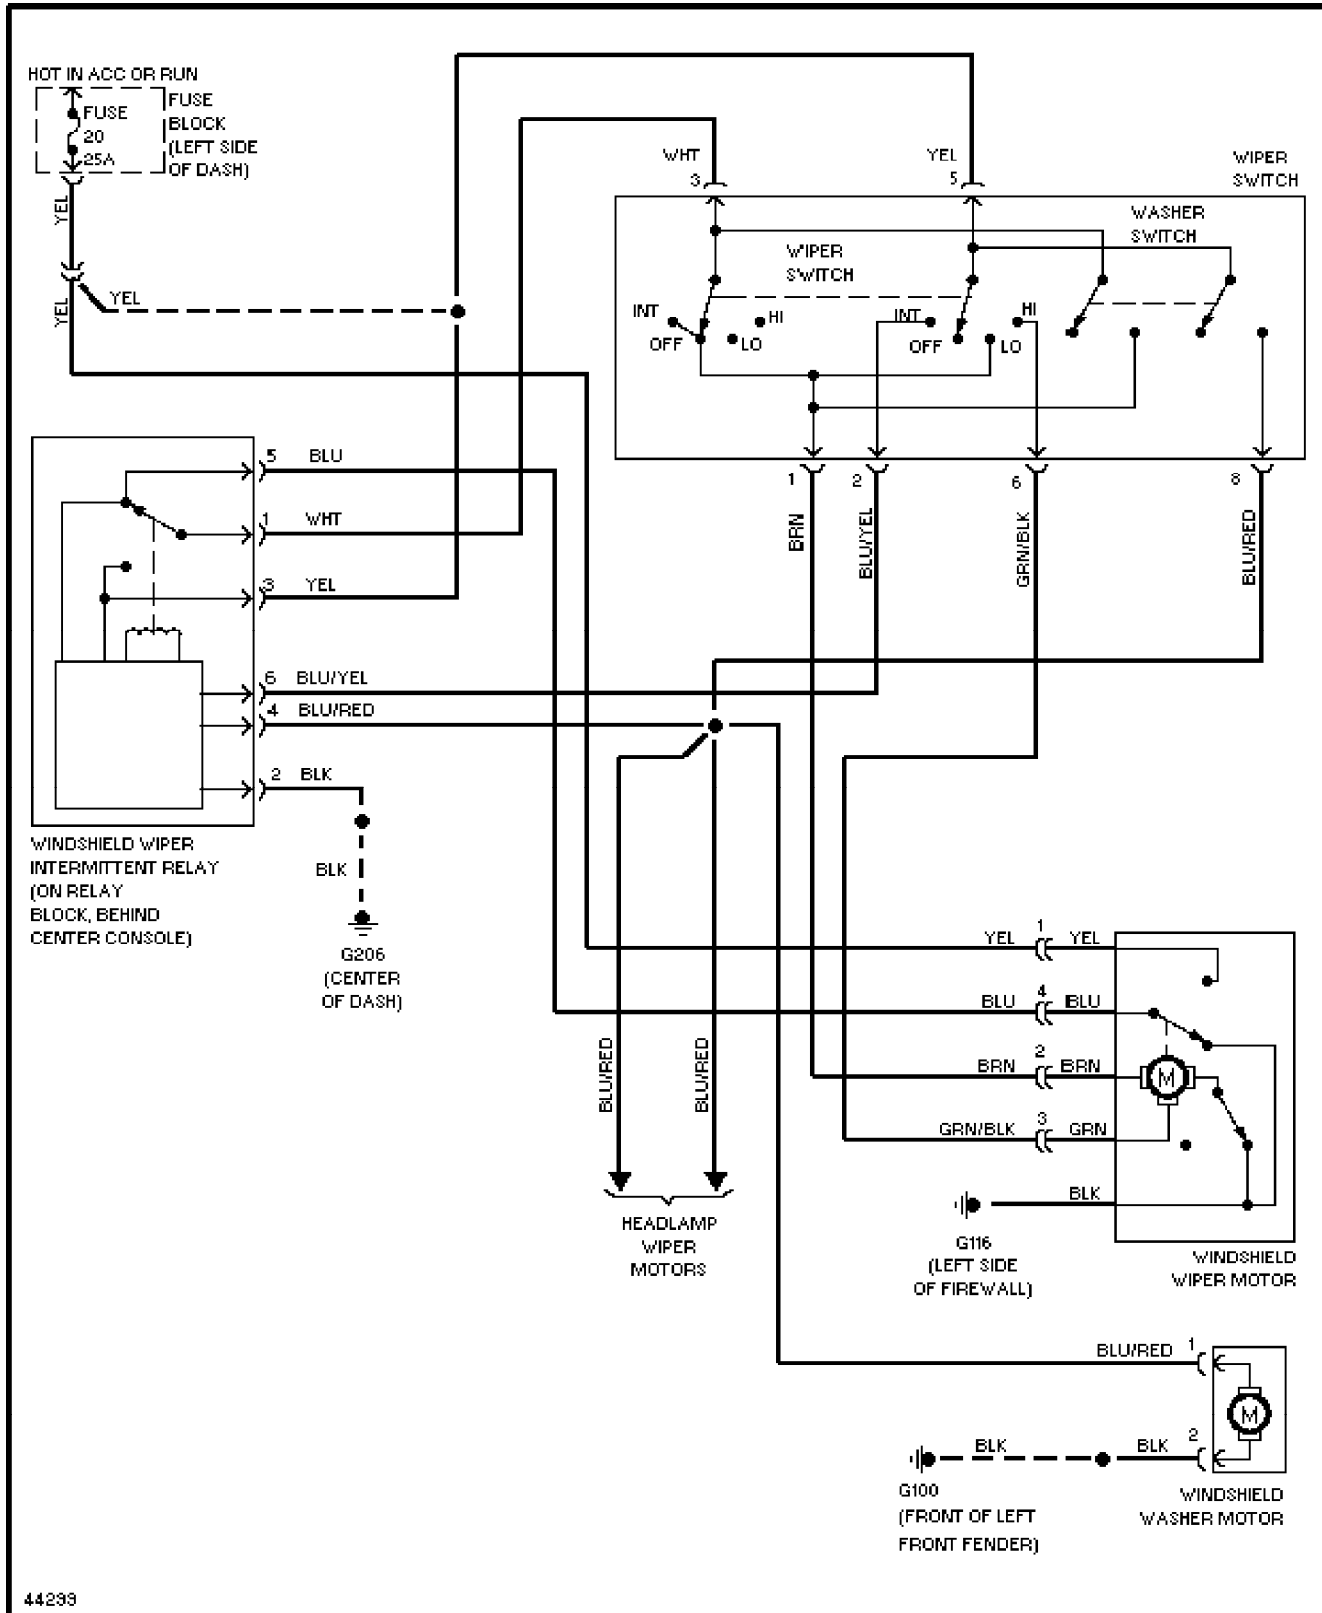 HOT IN ACC OR RUN
FUSE
20
25A
FUSE
BLOCK
(LEFT SIDE
OF DASH)
YEL
YEL
YEL
WHT
3
YEL
5
WIPER
SWITCH
WASHER
SWITCH
WIPER
SWITCH
INT
OFF
LO
HI
INT
OFF
LO
HI
1
2
6
8
BRN
BLU/YEL
GRN/BLK
BLU/RED
5 BLU
1 WHT
3 YEL
6 BLU/YEL
4 BLU/RED
2 BLK
WINDSHIELD WIPER
INTERMITTENT RELAY
(ON RELAY
BLOCK, BEHIND
CENTER CONSOLE)
BLK
G206
(CENTER
OF DASH)
BLU/RED
BLU/RED
HEADLAMP
WIPER
MOTORS
YEL 1 YEL
BLU 4 BLU
BRN 2 BRN
M
GRN/BLK 3 GRN
BLK
G116
(LEFT SIDE
OF FIREWALL)
WINDSHIELD
WIPER MOTOR
BLU/RED 1
M
BLK BLK 2
G100
(FRONT OF LEFT
FRONT FENDER)
WINDSHIELD
WASHER MOTOR
44299